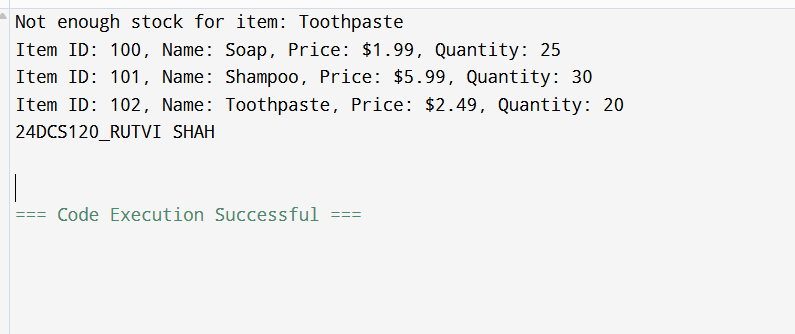 Not enough stock for item: Toothpaste
Item ID: 100, Name: Soap, Price: $1.99, Quantity: 25
Item ID: 101, Name: Shampoo, Price: $5.99, Quantity: 30
Item ID: 102, Name: Toothpaste, Price: $2.49, Quantity: 20
24DCS120_RUTVI SHAH
=== Code Execution Successful ===